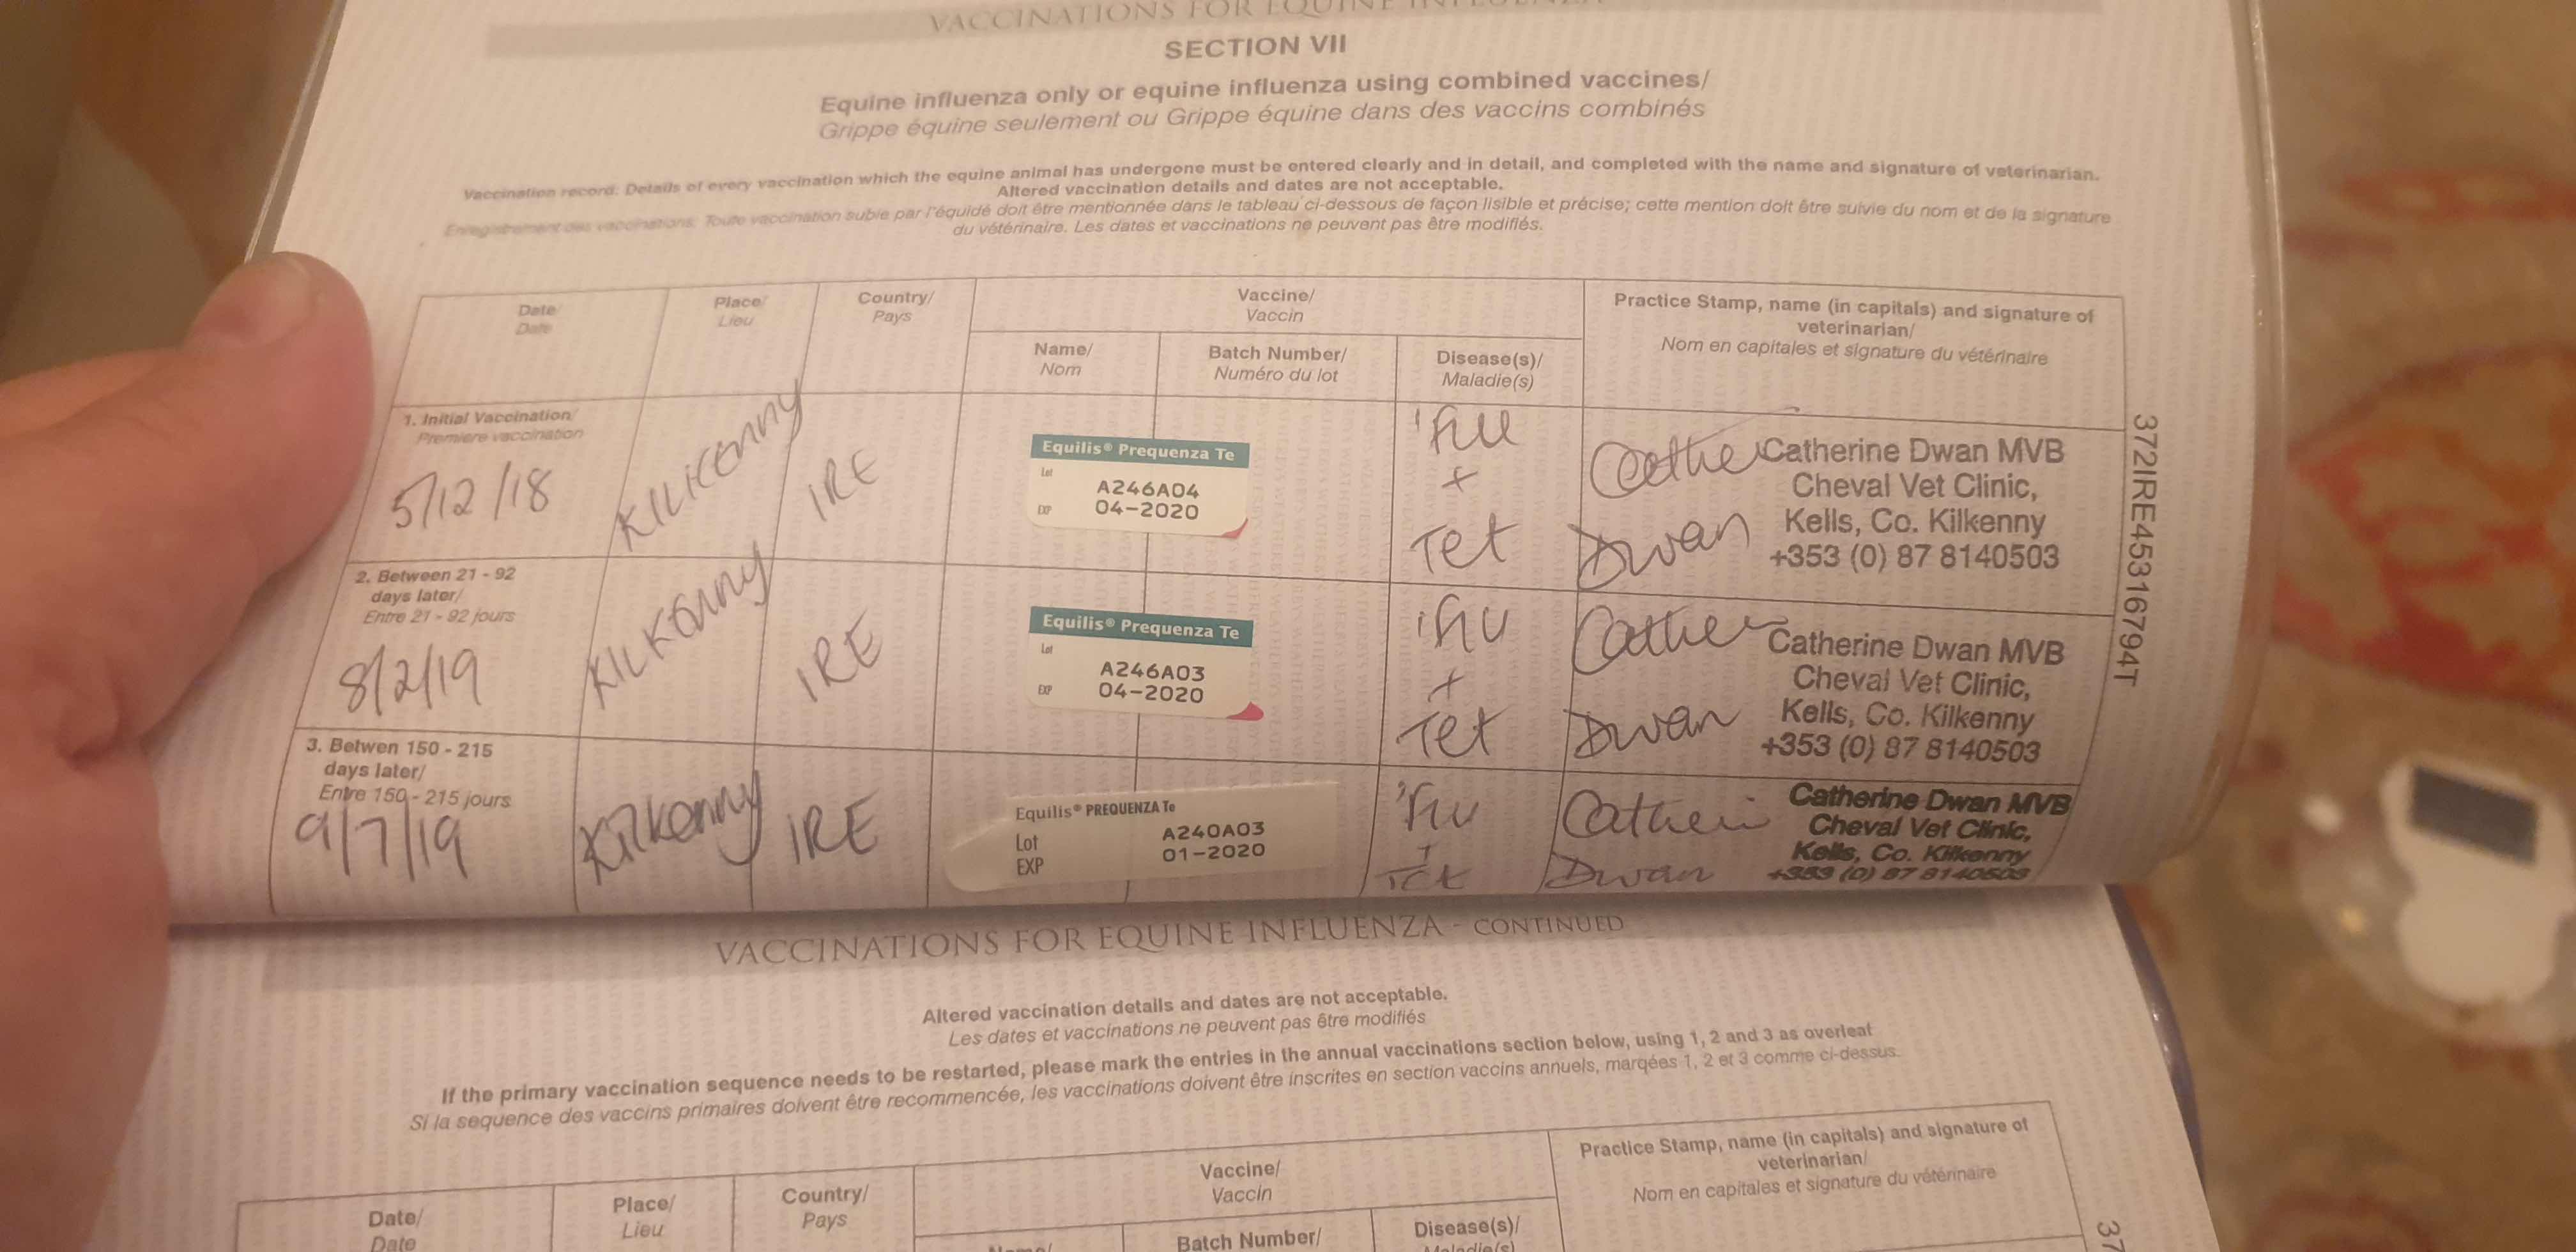 VACCINATIONS FOR EQUINE INFLUENZA
SECTION VII
Equine influenza only or equine influenza using combined vaccines/
Grippe équine seulement ou Grippe équine dans des vaccins combinés
Vaccination record: Details of every vaccination which the equine animal has undergone must be entered clearly and in detail, and completed with the name and signature of veterinarian.
Altered vaccination details and dates are not acceptable.
Enregistrement des vaccinations: Toute vaccination subie par l'équidé doit être mentionnée dans le tableau ci-dessous de façon lisible et précise; cette mention doit être suivie du nom et de la signature
du vétérinaire. Les dates et vaccinations ne peuvent pas être modifiés.
Date/
Date
Place/
Lieu
Country/
Pays
Vaccine/
Vaccin
Name/
Nom
Batch Number/
Numéro du lot
Disease(s)/
Maladie(s)
Practice Stamp, name (in capitals) and signature of
veterinarian/
Nom en capitales et signature du vétérinaire
1. Initial Vaccination/
Premiere vaccination
5/12/18
KILKENNY
IRE
Equilis® Prequenza Te
Lot
A246A04
EXP 04-2020
'flu
+
Tet
Cathe
Dwan
Catherine Dwan MVB
Cheval Vet Clinic,
Kells, Co. Kilkenny
+353 (0) 87 8140503
2. Between 21 - 92
days later/
Entre 21 - 92 jours
8/2/19
KILKENNY
IRE
Equilis® Prequenza Te
Lot
A246A03
EXP 04-2020
'flu
+
Tet
Cathe
Dwan
Catherine Dwan MVB
Cheval Vet Clinic,
Kells, Co. Kilkenny
+353 (0) 87 8140503
3. Betwen 150 - 215
days later/
Entre 150 - 215 jours
9/7/19
Kilkenny
IRE
Equilis® PREQUENZA Te
Lot A240A03
EXP 01-2020
'flu
+
Tet
Catheri
Dwan
Catherine Dwan MVB
Cheval Vet Clinic,
Kells, Co. Kilkenny
+353 (0) 87 8140503
372IRE45316794T
VACCINATIONS FOR EQUINE INFLUENZA - CONTINUED
Altered vaccination details and dates are not acceptable.
Les dates et vaccinations ne peuvent pas être modifiés
If the primary vaccination sequence needs to be restarted, please mark the entries in the annual vaccinations section below, using 1, 2 and 3 as overleaf
Si la sequence des vaccins primaires doivent être recommencée, les vaccinations doivent être inscrites en section vaccins annuels, marqées 1, 2 et 3 comme ci-dessus.
Date/
Date
Place/
Lieu
Country/
Pays
Vaccine/
Vaccin
Name/
Batch Number/
Disease(s)/
Maladie(s)
Practice Stamp, name (in capitals) and signature of
veterinarian/
Nom en capitales et signature du vétérinaire
37